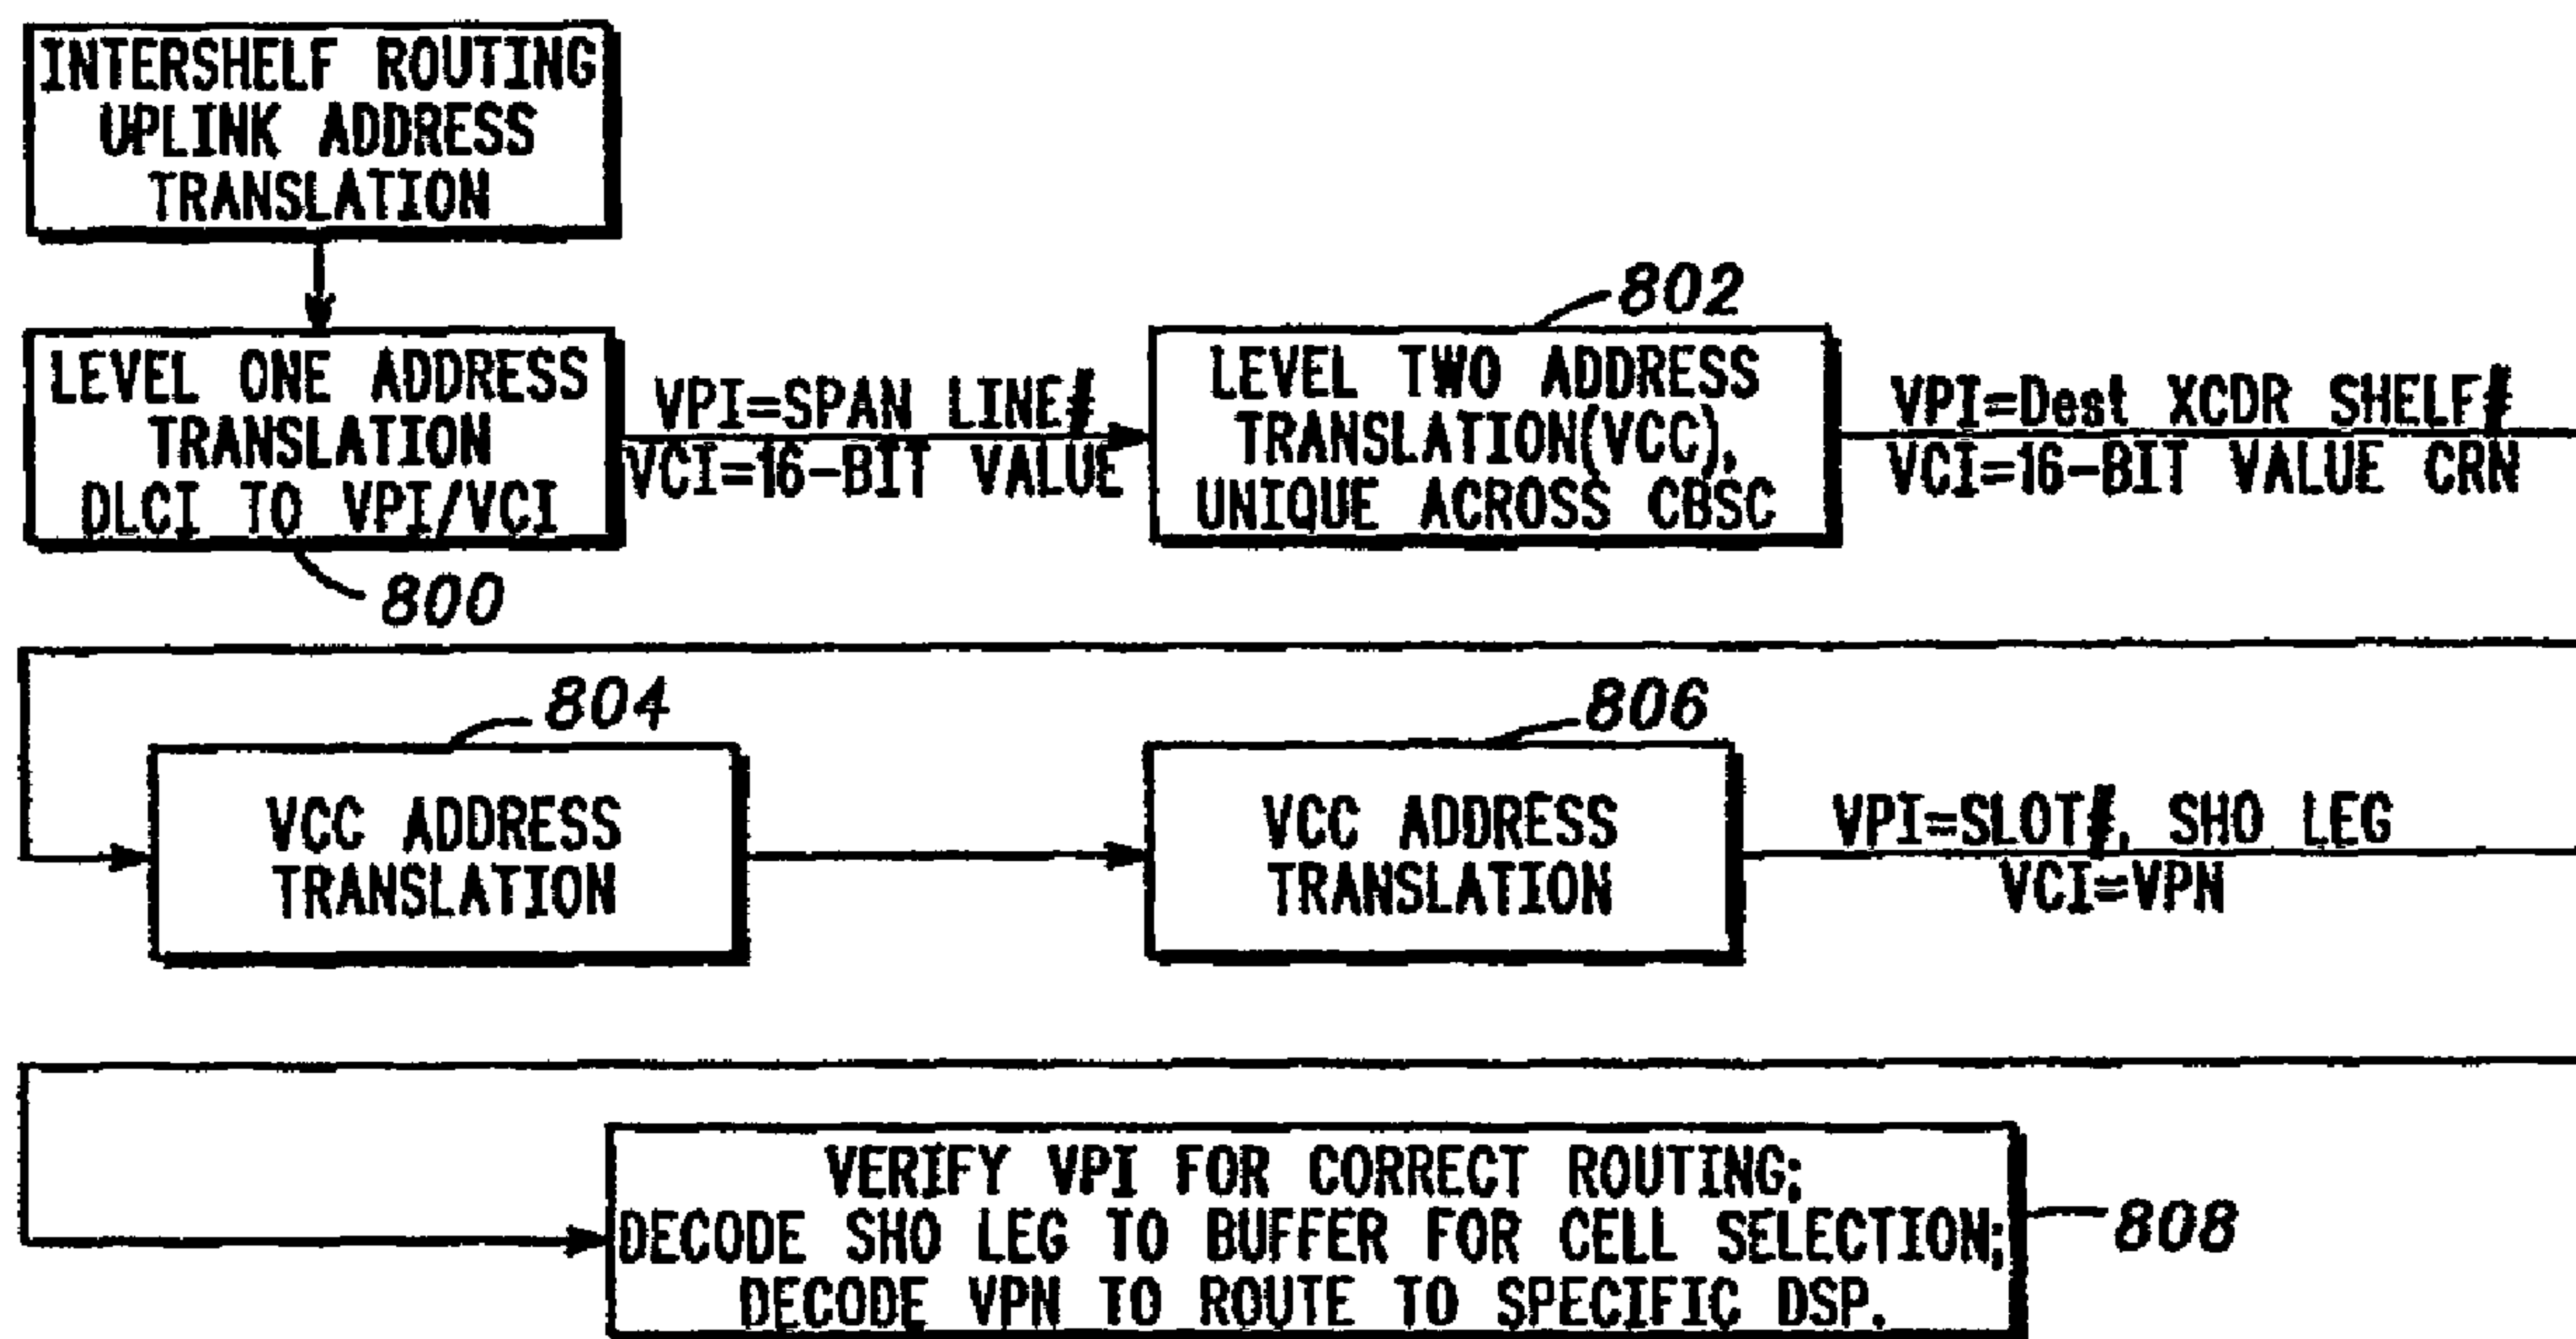 INTERSHELF ROUTING
UPLINK ADDRESS
TRANSLATION
802
LEVEL ONE ADDRESS
TRANSLATION
DLCI TO VPI/VCI
VPI=SPAN LINE#
VCI=16-BIT VALUE
LEVEL TWO ADDRESS
TRANSLATION(VCC),
UNIQUE ACROSS CBSC
VPI=Dest XCDR SHELF#
VCI=16-BIT VALUE CRN
800
804
806
VCC ADDRESS
TRANSLATION
VCC ADDRESS
TRANSLATION
VPI=SLOT#, SHO LEG
VCI=VPN
VERIFY VPI FOR CORRECT ROUTING;
DECODE SHO LEG TO BUFFER FOR CELL SELECTION;
DECODE VPN TO ROUTE TO SPECIFIC DSP.
808